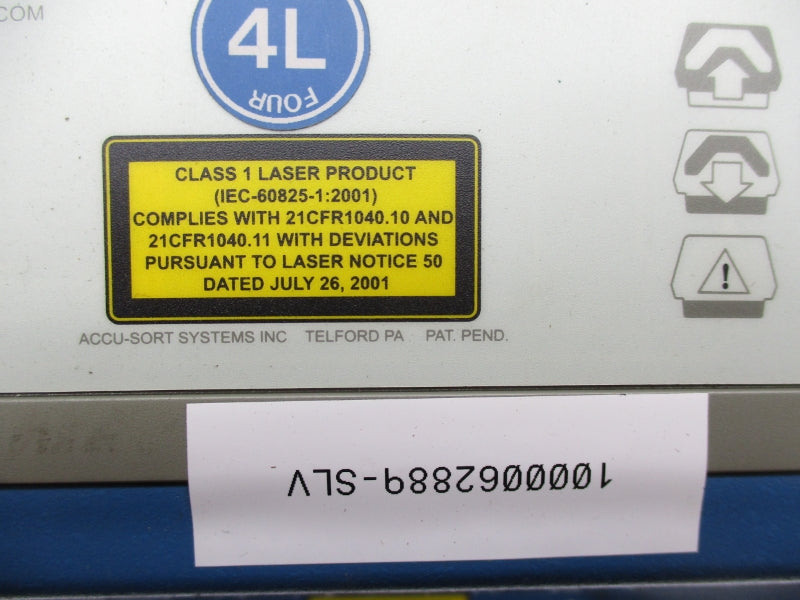 COM
4L
FOUR
CLASS 1 LASER PRODUCT
(IEC-60825-1:2001)
COMPLIES WITH 21CFR1040.10 AND
21CFR1040.11 WITH DEVIATIONS
PURSUANT TO LASER NOTICE 50
DATED JULY 26, 2001
ACCU-SORT SYSTEMS INC TELFORD PA PAT. PEND.
1000062889-SLV